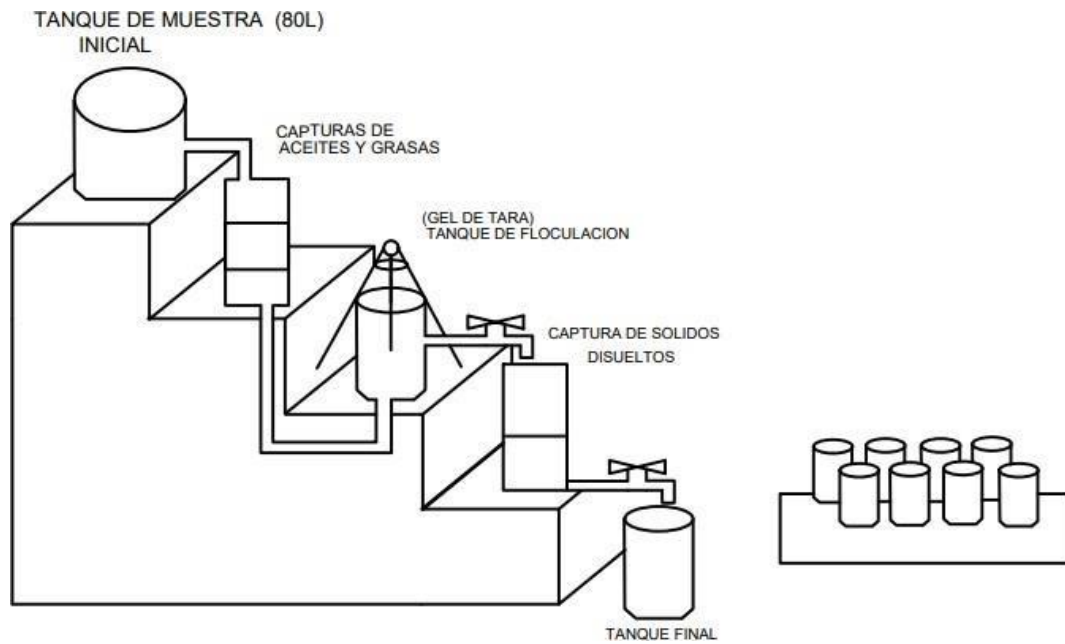 TANQUE DE MUESTRA (80L)
INICIAL
CAPTURAS DE
ACEITES Y GRASAS
(GEL DE TARA)
TANQUE DE FLOCULACION
CAPTURA DE SOLIDOS
DISUELTOS
TANQUE FINAL